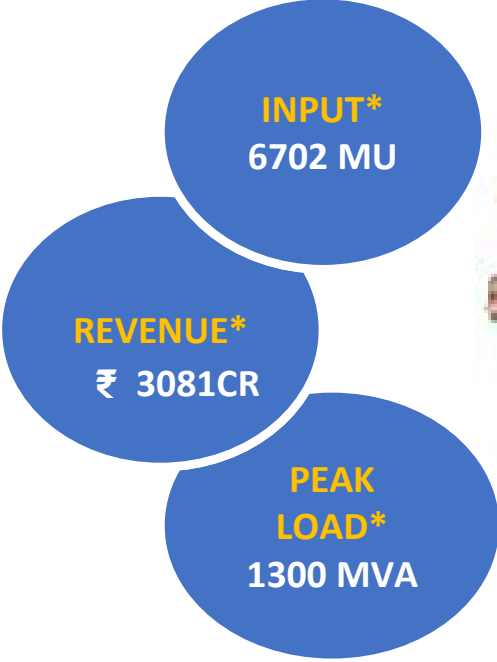 INPUT*
6702 MU
REVENUE*
₹ 3081CR
PEAK
LOAD*
1300 MVA